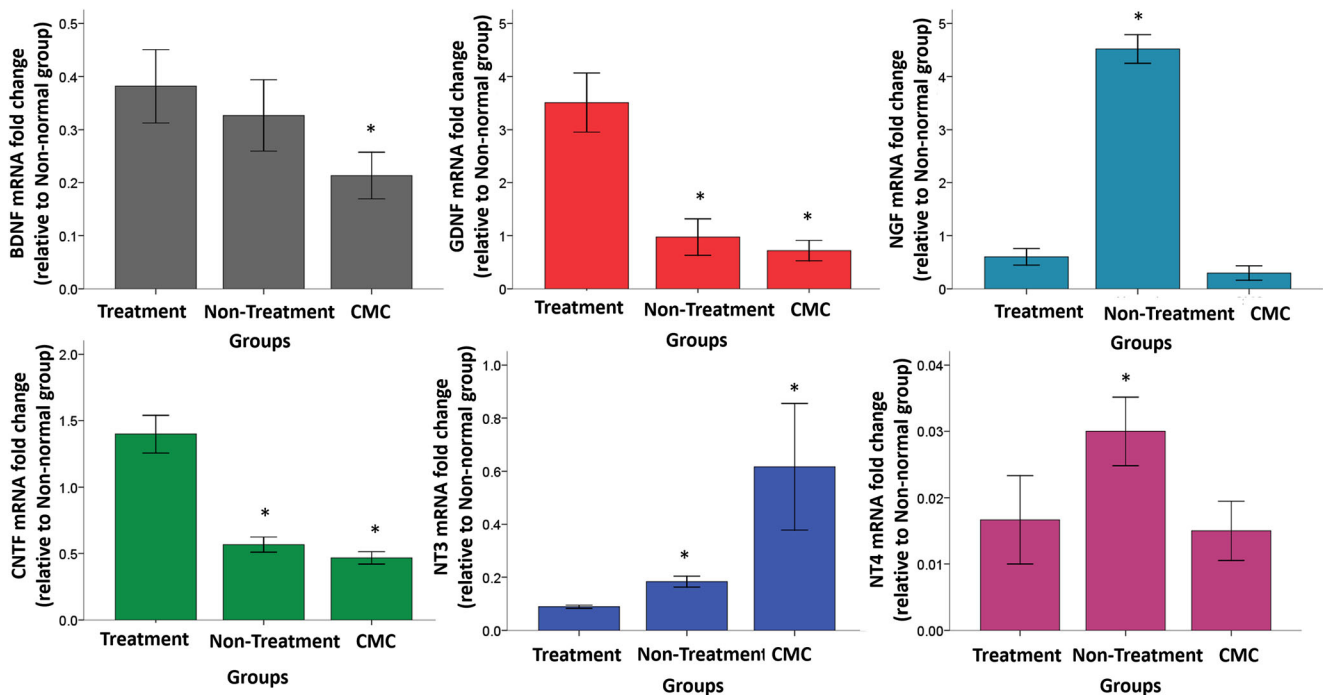 BDNF mRNA fold change
(relative to Non-normal group)
0.5
0.4
0.3
0.2
0.1
0.0
*
Treatment Non-Treatment CMC
Groups
GDNF mRNA fold change
(relative to Non-normal group)
5
4
3
2
1
0
*
*
Treatment Non-Treatment CMC
Groups
NGF mRNA fold change
(relative to Non-normal group)
5
4
3
2
1
0
*
Treatment Non-Treatment CMC
Groups
CNTF mRNA fold change
(relative to Non-normal group)
2.0
1.5
1.0
0.5
0.0
*
*
Treatment Non-Treatment CMC
Groups
NT3 mRNA fold change
(relative to Non-normal group)
1.0
0.8
0.6
0.4
0.2
0.0
*
*
Treatment Non-Treatment CMC
Groups
NT4 mRNA fold change
(relative to Non-normal group)
0.04
0.03
0.02
0.01
0.00
*
Treatment Non-Treatment CMC
Groups